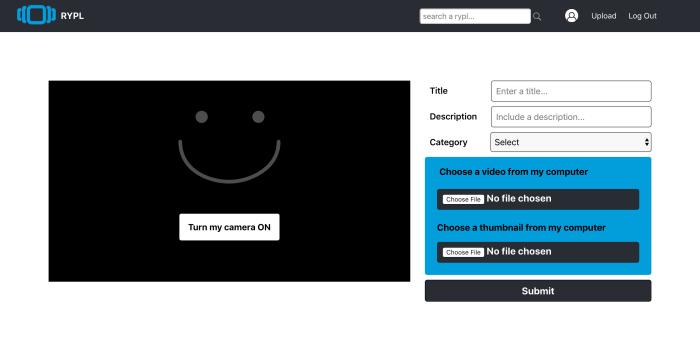 RYPL
search a rypl...
Upload
Log Out
Turn my camera ON
Title
Enter a title...
Description
Include a description...
Category
Select
Choose a video from my computer
Choose File No file chosen
Choose a thumbnail from my computer
Choose File No file chosen
Submit